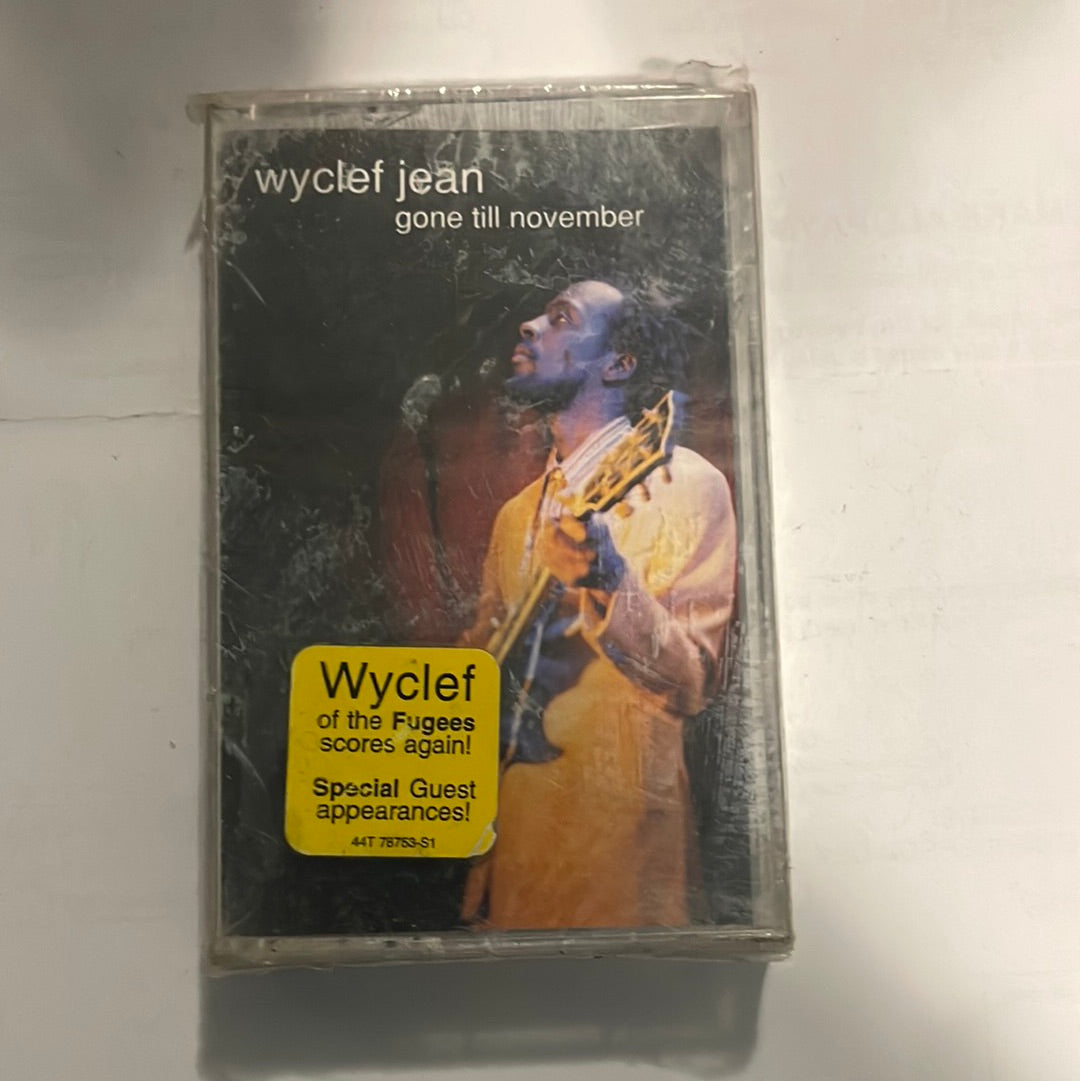 wyclef jean
gone till november
Wyclef
of the Fugees
scores again!
Special Guest
appearances!
44T 78753-S1